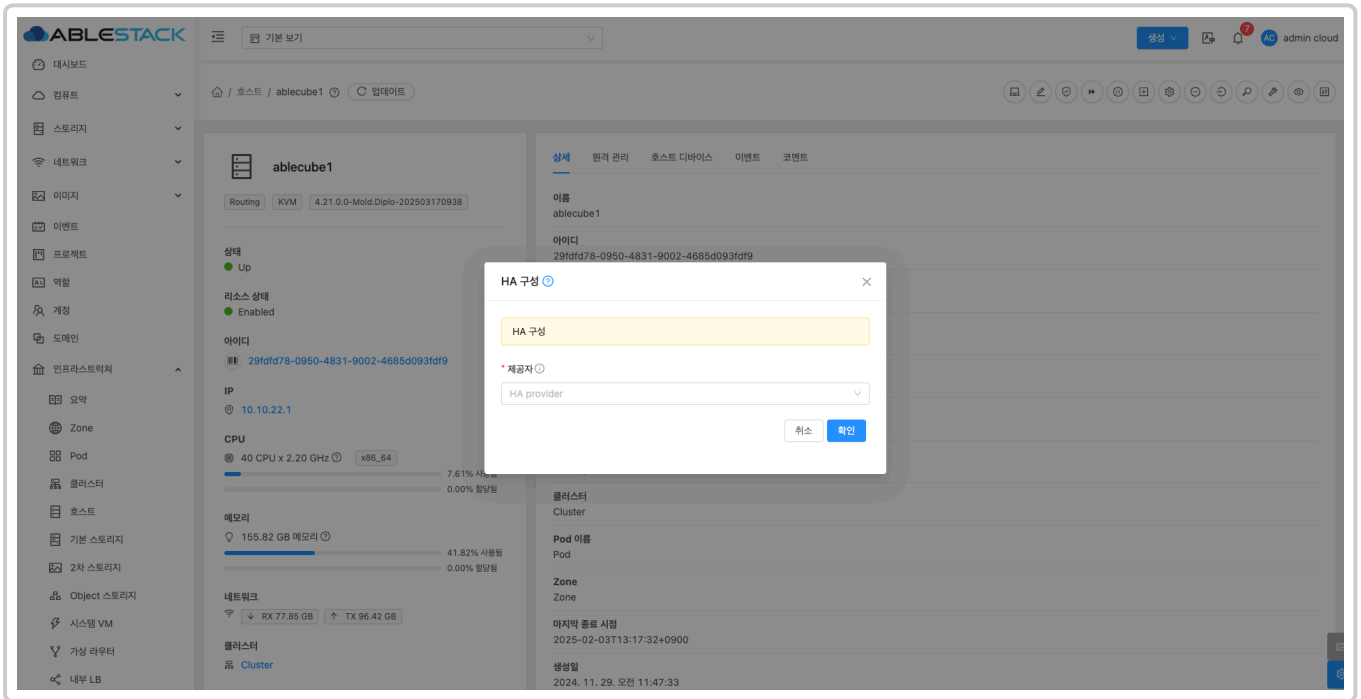 ABLESTACK
기본 보기
생성
7
AC
admin cloud
대시보드
컴퓨트
스토리지
네트워크
이미지
이벤트
프로젝트
역할
계정
도메인
인프라스트럭쳐
요약
Zone
Pod
클러스터
호스트
기본 스토리지
2차 스토리지
Object 스토리지
시스템 VM
가상 라우터
내부 LB
/ 호스트 / ablecube1
업데이트
ablecube1
Routing
KVM
4.21.0.0-Mold.Diplo-202503170938
상태
Up
리소스 상태
Enabled
아이디
29fdfd78-0950-4831-9002-4685d093fdf9
IP
10.10.22.1
CPU
40 CPU x 2.20 GHz
x86_64
7.61% 사용됨
0.00% 할당됨
메모리
155.82 GB 메모리
41.82% 사용됨
0.00% 할당됨
네트워크
RX 77.85 GB
TX 96.42 GB
클러스터
Cluster
상세
원격 관리
호스트 디바이스
이벤트
코멘트
이름
ablecube1
아이디
29fdfd78-0950-4831-9002-4685d093fdf9
HA 구성
HA 구성
* 제공자
HA provider
취소
확인
클러스터
Cluster
Pod 이름
Pod
Zone
Zone
마지막 종료 시점
2025-02-03T13:17:32+0900
생성일
2024. 11. 29. 오전 11:47:33